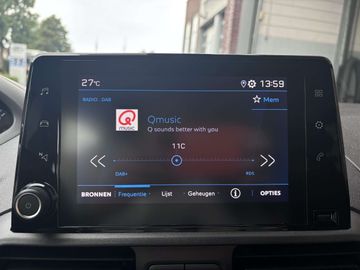 27°C
13:59
RADIO : DAB
Mem
Q
music
Qmusic
Q sounds better with you
11C
DAB+
RDS
BRONNEN
Frequentie
Lijst
Geheugen
OPTIES